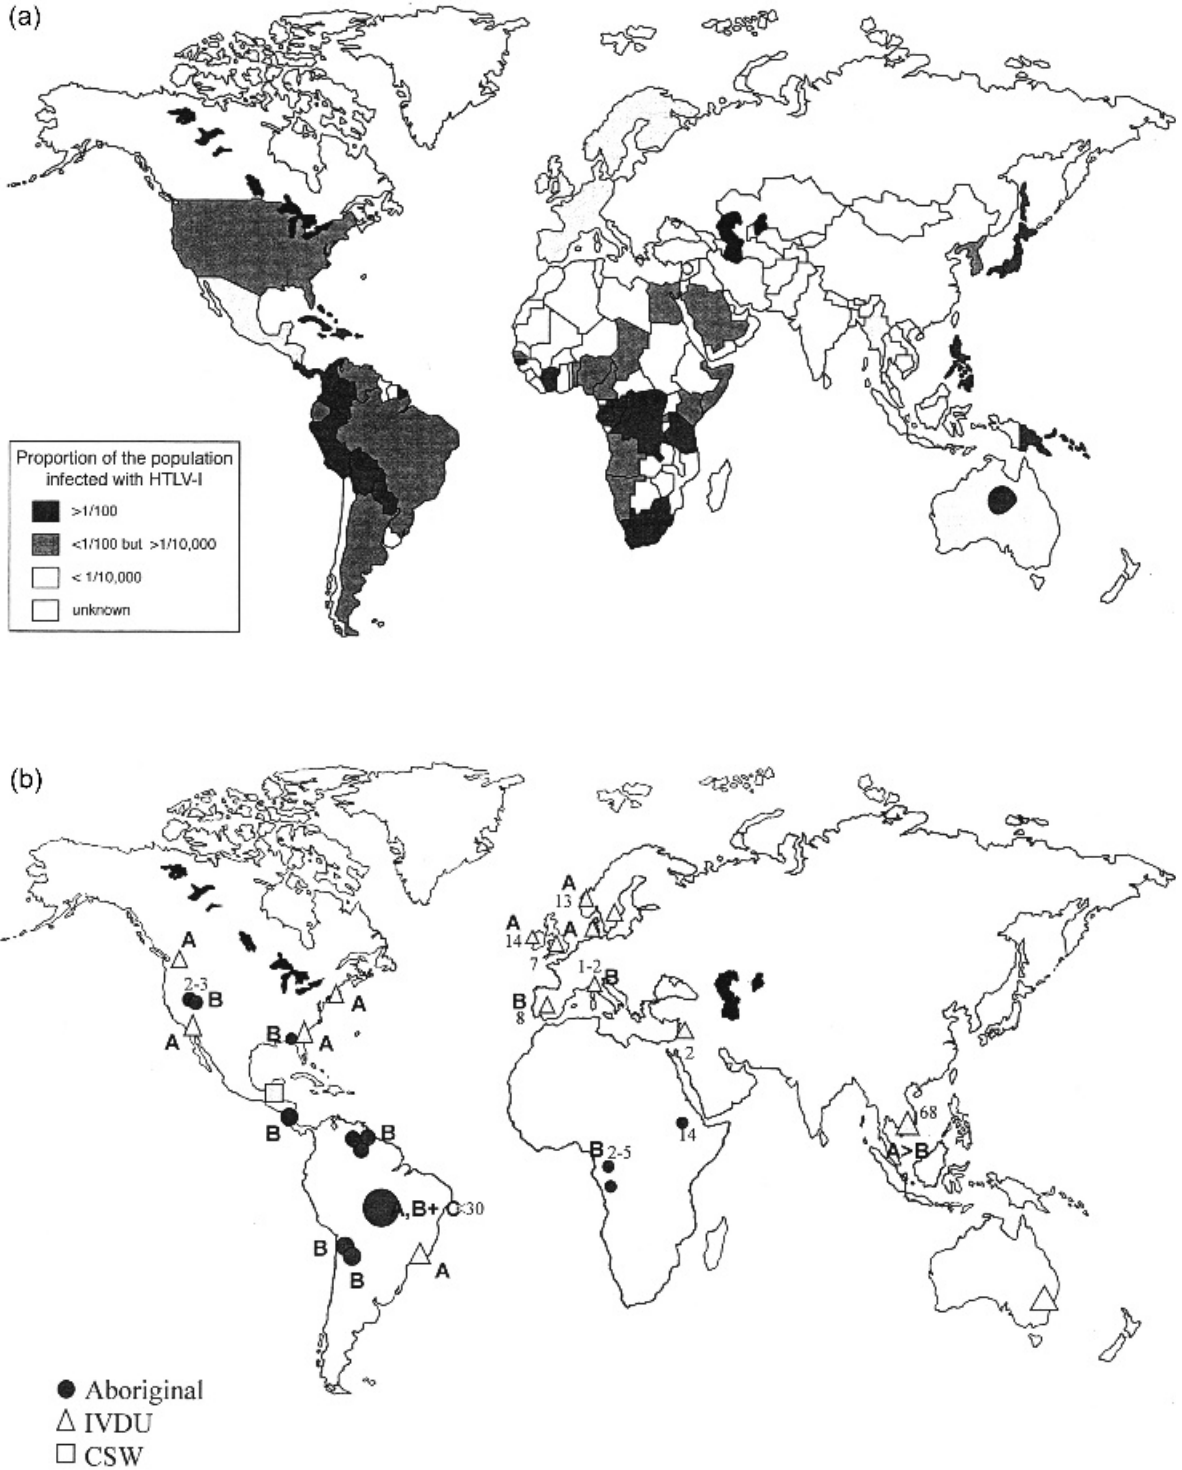 (a)
Proportion of the population
infected with HTLV-I
>1/100
<1/100 but >1/10,000
< 1/10,000
unknown
(b)
A
13
A
14
A
7
1-2
B
B
8
2
A
2-3
B
A
A
B
A
B
B
68
A>B
14
B 2-5
A,B+ C<30
B
B
A
Aboriginal
IVDU
CSW